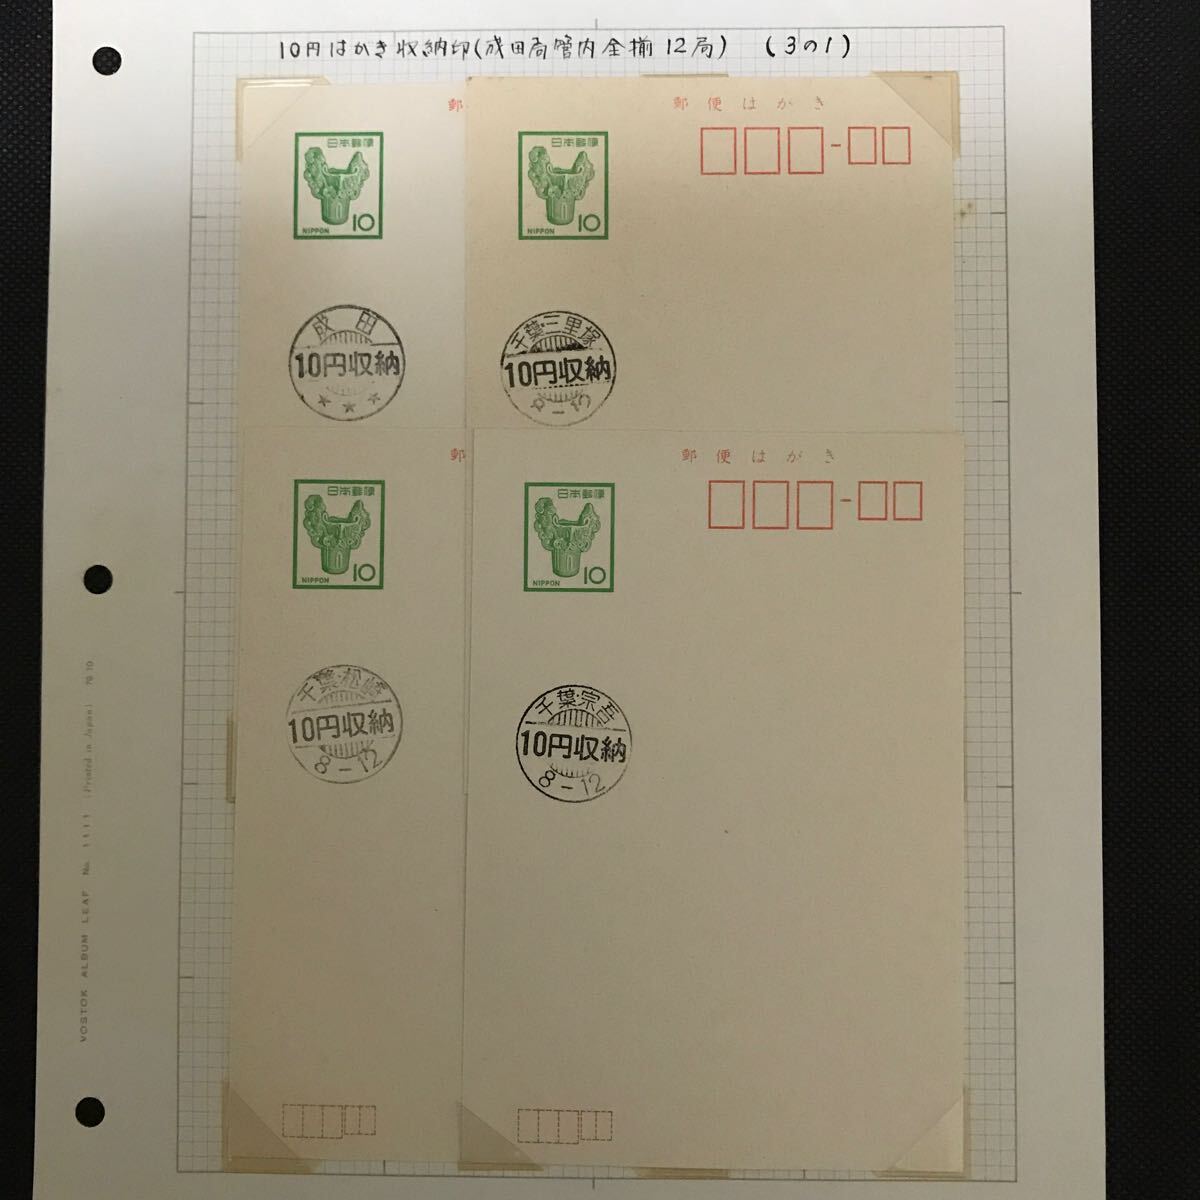 10円はかき収納印(成田局管内全揃12局) (3の1)
郵
日本郵便
NIPPON 10
成田
10円収納
郵便はがき
日本郵便
NIPPON 10
千葉・三里塚
10円収納
8-12
郵
日本郵便
NIPPON 10
千葉・松崎
10円収納
8-12
郵便はがき
日本郵便
NIPPON 10
千葉・宗吾
10円収納
8-12
VOSTOK ALBUM LEAF No. 1111 (Printed in Japan) 76.10